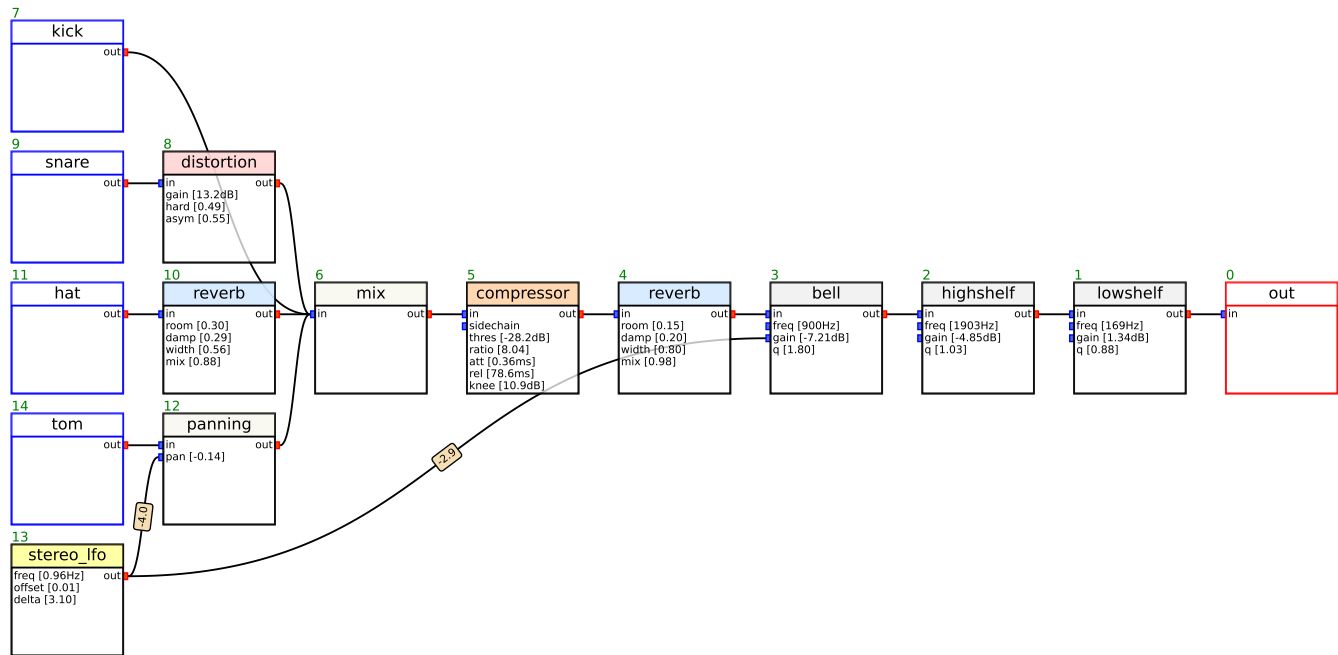 7
kick
out
9
snare
out
8
distortion
in out
gain [13.2dB]
hard [0.49]
asym [0.55]
11
hat
out
10
reverb
in out
room [0.30]
damp [0.29]
width [0.56]
mix [0.88]
6
mix
in out
5
compressor
in out
sidechain
thres [-28.2dB]
ratio [8.04]
att [0.36ms]
rel [78.6ms]
knee [10.9dB]
4
reverb
in out
room [0.15]
damp [0.20]
width [0.80]
mix [0.98]
3
bell
in out
freq [900Hz]
gain [-7.21dB]
q [1.80]
2
highshelf
in out
freq [1903Hz]
gain [-4.85dB]
q [1.03]
1
lowshelf
in out
freq [169Hz]
gain [1.34dB]
q [0.88]
0
out
in
14
tom
out
12
panning
in out
pan [-0.14]
-2.9
-4.0
13
stereo_lfo
freq [0.96Hz] out
offset [0.01]
delta [3.10]